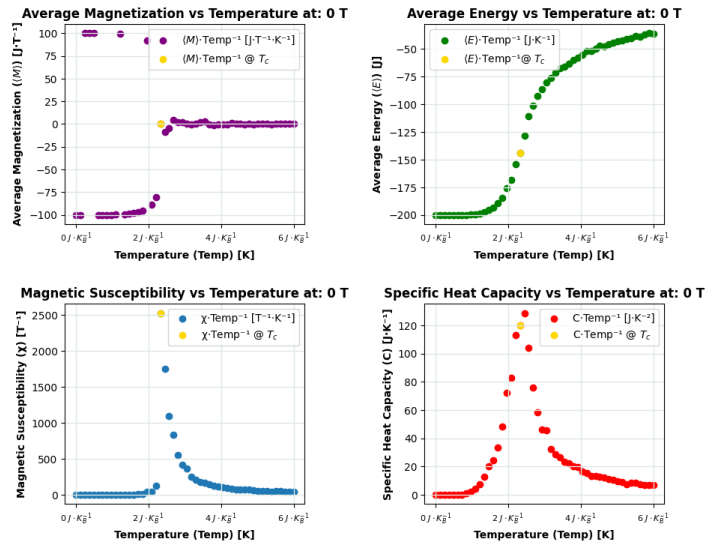 Average Magnetization vs Temperature at: 0 T
Average Magnetization (⟨M⟩) [J·T⁻¹]
100
75
50
25
0
−25
−50
−75
−100
⟨M⟩·Temp⁻¹ [J·T⁻¹·K⁻¹]
⟨M⟩·Temp⁻¹ @ T_c
0 J · K_B⁻¹
2 J · K_B⁻¹
4 J · K_B⁻¹
6 J · K_B⁻¹
Temperature (Temp) [K]
Average Energy vs Temperature at: 0 T
Average Energy (⟨E⟩) [J]
−50
−75
−100
−125
−150
−175
−200
⟨E⟩·Temp⁻¹ [J·K⁻¹]
⟨E⟩·Temp⁻¹ @ T_c
0 J · K_B⁻¹
2 J · K_B⁻¹
4 J · K_B⁻¹
6 J · K_B⁻¹
Temperature (Temp) [K]
Magnetic Susceptibility vs Temperature at: 0 T
Magnetic Susceptibility (χ) [T⁻¹]
2500
2000
1500
1000
500
0
χ·Temp⁻¹ [T⁻¹·K⁻¹]
χ·Temp⁻¹ @ T_c
0 J · K_B⁻¹
2 J · K_B⁻¹
4 J · K_B⁻¹
6 J · K_B⁻¹
Temperature (Temp) [K]
Specific Heat Capacity vs Temperature at: 0 T
Specific Heat Capacity (C) [J·K⁻¹]
120
100
80
60
40
20
0
C·Temp⁻¹ [J·K⁻²]
C·Temp⁻¹ @ T_c
0 J · K_B⁻¹
2 J · K_B⁻¹
4 J · K_B⁻¹
6 J · K_B⁻¹
Temperature (Temp) [K]